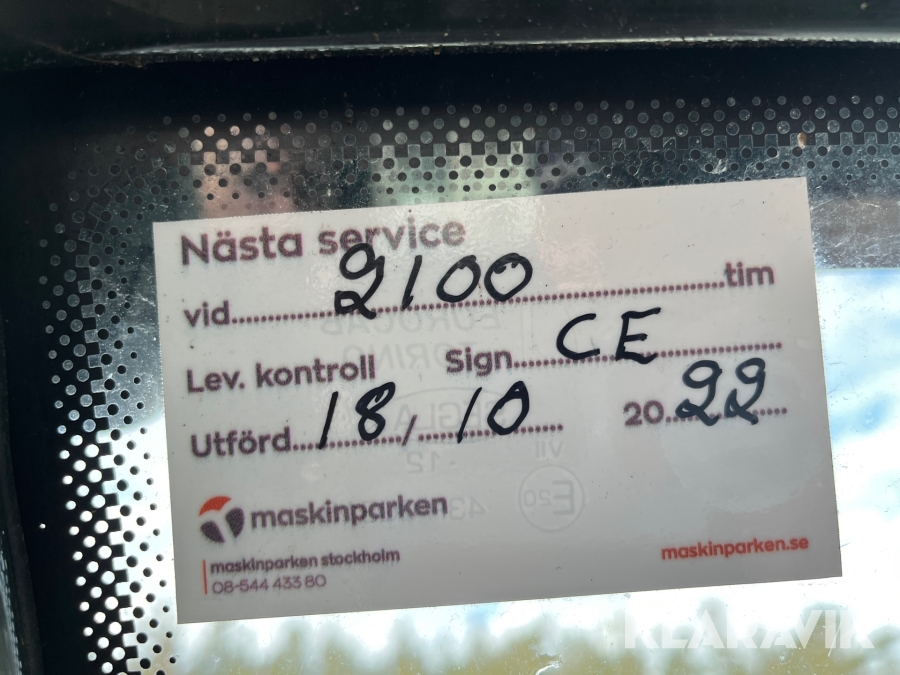 Nästa service
vid 2100 tim
Lev. kontroll Sign. CE
Utförd 18/10 2022
maskinparken
maskinparken stockholm
08-544 433 80
maskinparken.se
KLARAVIK